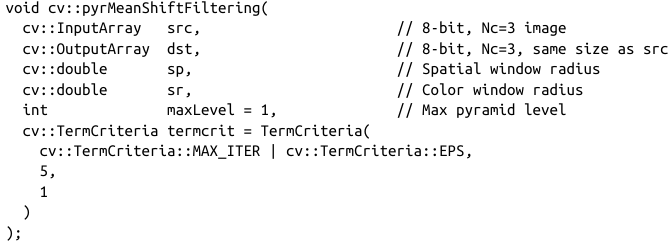 void cv::pyrMeanShiftFiltering(
  cv::InputArray   src,                        // 8-bit, Nc=3 image
  cv::OutputArray  dst,                        // 8-bit, Nc=3, same size as src
  cv::double       sp,                         // Spatial window radius
  cv::double       sr,                         // Color window radius
  int              maxLevel = 1,               // Max pyramid level
  cv::TermCriteria termcrit = TermCriteria(
    cv::TermCriteria::MAX_ITER | cv::TermCriteria::EPS,
    5,
    1
  )
);